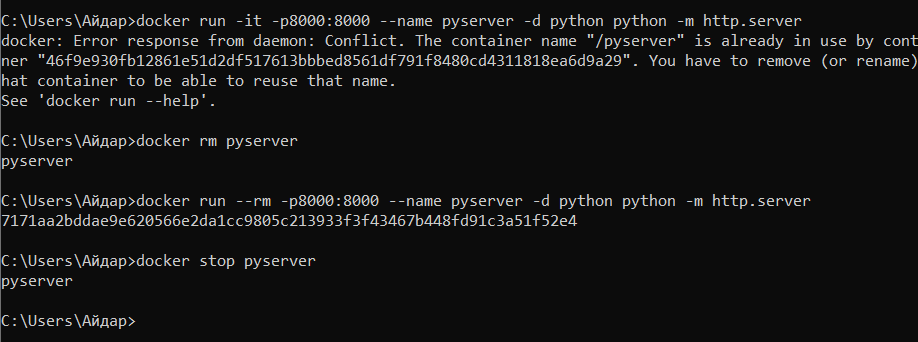 C:\Users\Айдар>docker run -it -p8000:8000 --name pyserver -d python python -m http.server
docker: Error response from daemon: Conflict. The container name "/pyserver" is already in use by cont
ner "46f9e930fb12861e51d2df517613bbbed8561df791f8480cd4311818ea6d9a29". You have to remove (or rename)
hat container to be able to reuse that name.
See 'docker run --help'.
C:\Users\Айдар>docker rm pyserver
pyserver
C:\Users\Айдар>docker run --rm -p8000:8000 --name pyserver -d python python -m http.server
7171aa2bddae9e620566e2da1cc9805c213933f3f43467b448fd91c3a51f52e4
C:\Users\Айдар>docker stop pyserver
pyserver
C:\Users\Айдар>